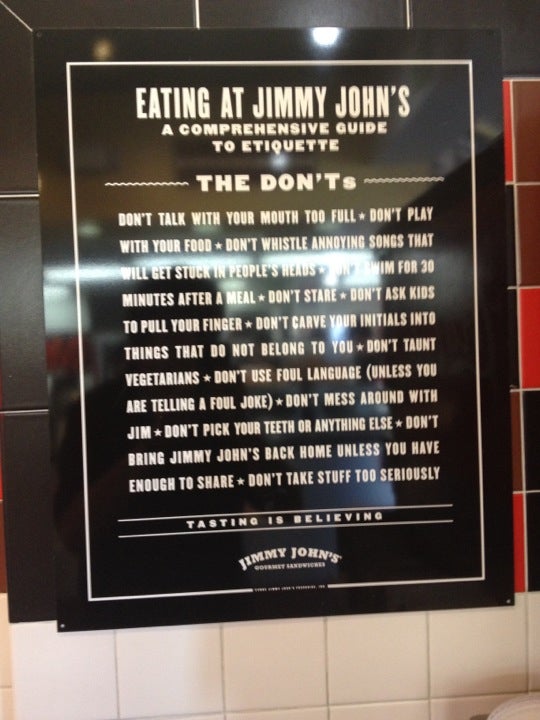 EATING AT JIMMY JOHN'S
A COMPREHENSIVE GUIDE
TO ETIQUETTE
THE DON'Ts
DON'T TALK WITH YOUR MOUTH TOO FULL ★ DON'T PLAY
WITH YOUR FOOD ★ DON'T WHISTLE ANNOYING SONGS THAT
WILL GET STUCK IN PEOPLE'S HEADS ★ DON'T SWIM FOR 30
MINUTES AFTER A MEAL ★ DON'T STARE ★ DON'T ASK KIDS
TO PULL YOUR FINGER ★ DON'T CARVE YOUR INITIALS INTO
THINGS THAT DO NOT BELONG TO YOU ★ DON'T TAUNT
VEGETARIANS ★ DON'T USE FOUL LANGUAGE (UNLESS YOU
ARE TELLING A FOUL JOKE) ★ DON'T MESS AROUND WITH
JIM ★ DON'T PICK YOUR TEETH OR ANYTHING ELSE ★ DON'T
BRING JIMMY JOHN'S BACK HOME UNLESS YOU HAVE
ENOUGH TO SHARE ★ DON'T TAKE STUFF TOO SERIOUSLY
TASTING IS BELIEVING
JIMMY JOHN'S
GOURMET SANDWICHES